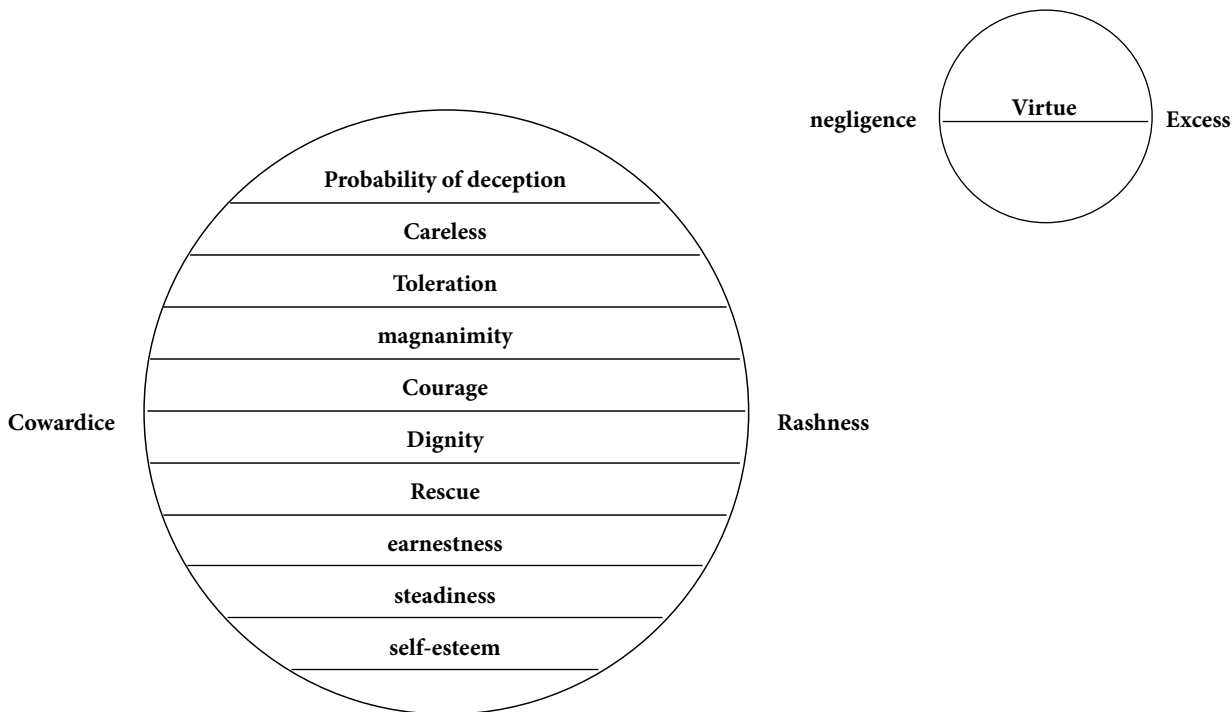 negligence
Virtue
Excess
Probability of deception
Careless
Toleration
magnanimity
Courage
Cowardice
Rashness
Dignity
Rescue
earnestness
steadiness
self-esteem